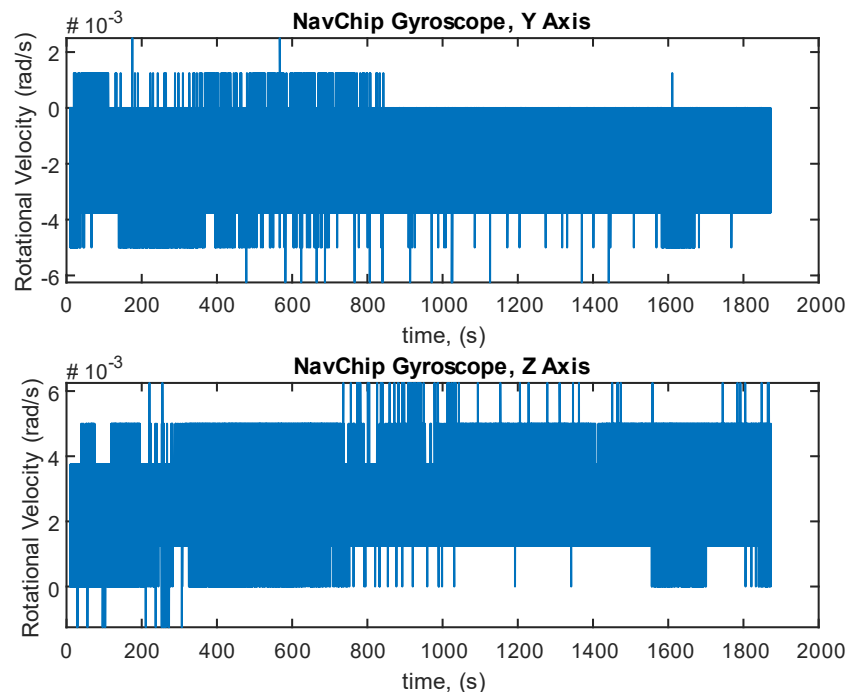 NavChip Gyroscope, Y Axis
# 10^-3
Rotational Velocity (rad/s)
2
0
-2
-4
-6
0 200 400 600 800 1000 1200 1400 1600 1800 2000
time, (s)
NavChip Gyroscope, Z Axis
# 10^-3
Rotational Velocity (rad/s)
6
4
2
0
0 200 400 600 800 1000 1200 1400 1600 1800 2000
time, (s)